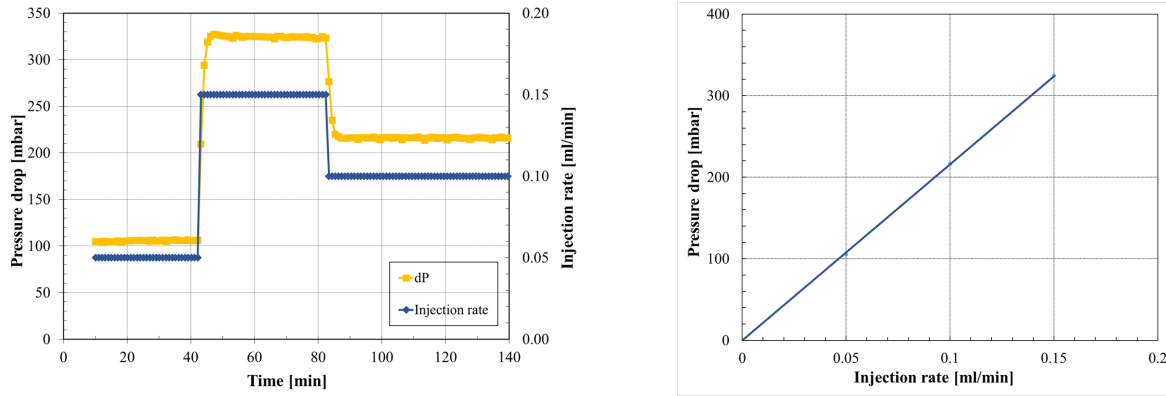 Pressure drop [mbar]
350
300
250
200
150
100
50
0
0.20
0.15
0.10
0.05
0.00
Injection rate [ml/min]
dP
Injection rate
0 20 40 60 80 100 120 140
Time [min]
Pressure drop [mbar]
400
300
200
100
0
0 0.05 0.1 0.15 0.2
Injection rate [ml/min]